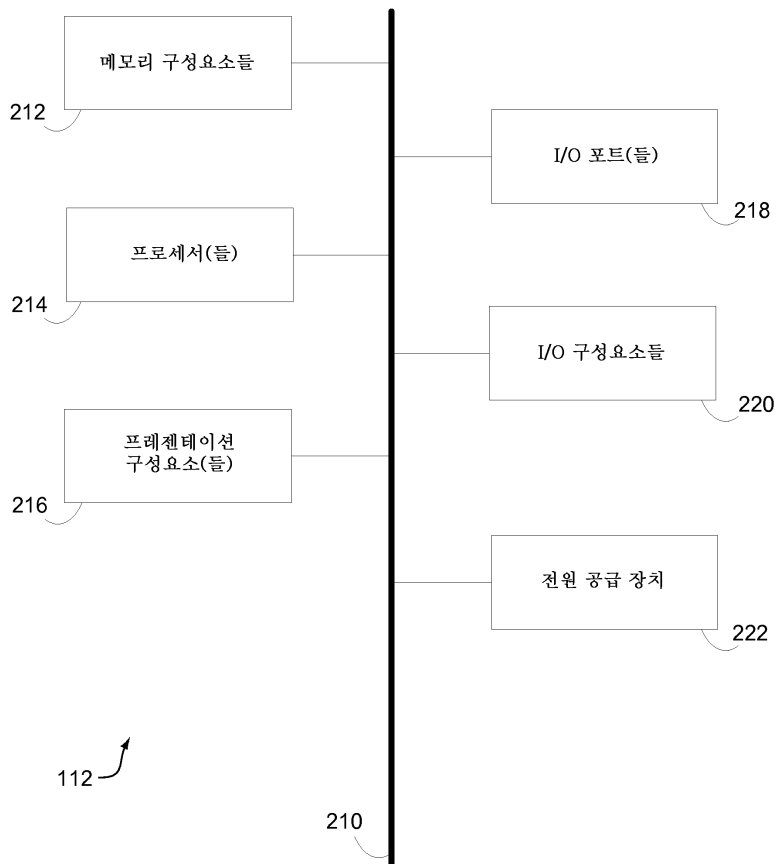 메모리 구성요소들
212
I/O 포트(들)
218
프로세서(들)
214
I/O 구성요소들
220
프레젠테이션
구성요소(들)
216
전원 공급 장치
222
112
210